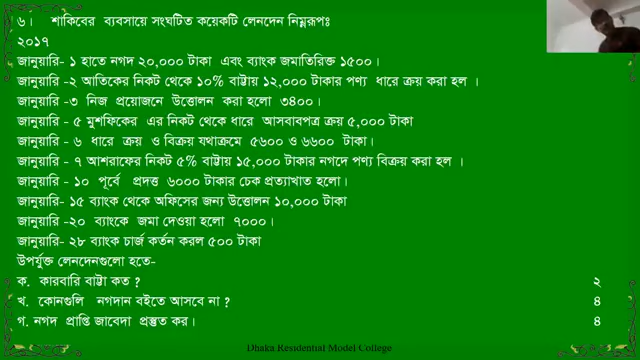 ৬। শাকিবের ব্যবসায়ে সংঘটিত কয়েকটি লেনদেন নিম্নরূপঃ
২০১৭
জানুয়ারি- ১ হাতে নগদ ২০,০০০ টাকা এবং ব্যাংক জমাতিরিক্ত ১৫০০।
জানুয়ারি -২ আতিকের নিকট থেকে ১০% বাট্টায় ১২,০০০ টাকার পণ্য ধারে ক্রয় করা হল ।
জানুয়ারি -৩ নিজ প্রয়োজনে উত্তোলন করা হলো ৩৪০০।
জানুয়ারি - ৫ মুশফিকের এর নিকট থেকে ধারে আসবাবপত্র ক্রয় ৫,০০০ টাকা
জানুয়ারি - ৬ ধারে ক্রয় ও বিক্রয় যথাক্রমে ৫৬০০ ও ৬৬০০ টাকা।
জানুয়ারি - ৭ আশরাফের নিকট ৫% বাট্টায় ১৫,০০০ টাকার নগদে পণ্য বিক্রয় করা হল ।
জানুয়ারি - ১০ পূর্বে প্রদত্ত ৬০০০ টাকার চেক প্রত্যাখাত হলো।
জানুয়ারি- ১৫ ব্যাংক থেকে অফিসের জন্য উত্তোলন ১০,০০০ টাকা
জানুয়ারি -২০ ব্যাংকে জমা দেওয়া হলো ৭০০০।
জানুয়ারি- ২৮ ব্যাংক চার্জ কর্তন করল ৫০০ টাকা
উপর্যুক্ত লেনদেনগুলো হতে-
ক. কারবারি বাট্টা কত ? ২
খ. কোনগুলি নগদান বইতে আসবে না ? ৪
গ. নগদ প্রাপ্তি জাবেদা প্রস্তুত কর। ৪
Dhaka Residential Model College